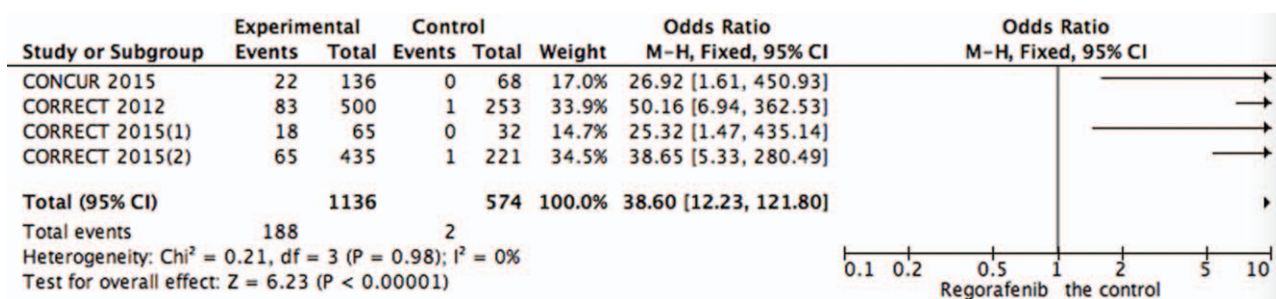 Experimental Control Odds Ratio Odds Ratio
Study or Subgroup Events Total Events Total Weight M-H, Fixed, 95% CI M-H, Fixed, 95% CI
CONCUR 2015 22 136 0 68 17.0% 26.92 [1.61, 450.93]
CORRECT 2012 83 500 1 253 33.9% 50.16 [6.94, 362.53]
CORRECT 2015(1) 18 65 0 32 14.7% 25.32 [1.47, 435.14]
CORRECT 2015(2) 65 435 1 221 34.5% 38.65 [5.33, 280.49]
Total (95% CI) 1136 574 100.0% 38.60 [12.23, 121.80]
Total events 188 2
Heterogeneity: Chi² = 0.21, df = 3 (P = 0.98); I² = 0%
Test for overall effect: Z = 6.23 (P < 0.00001)
0.1 0.2 0.5 1 2 5 10
Regorafenib the control